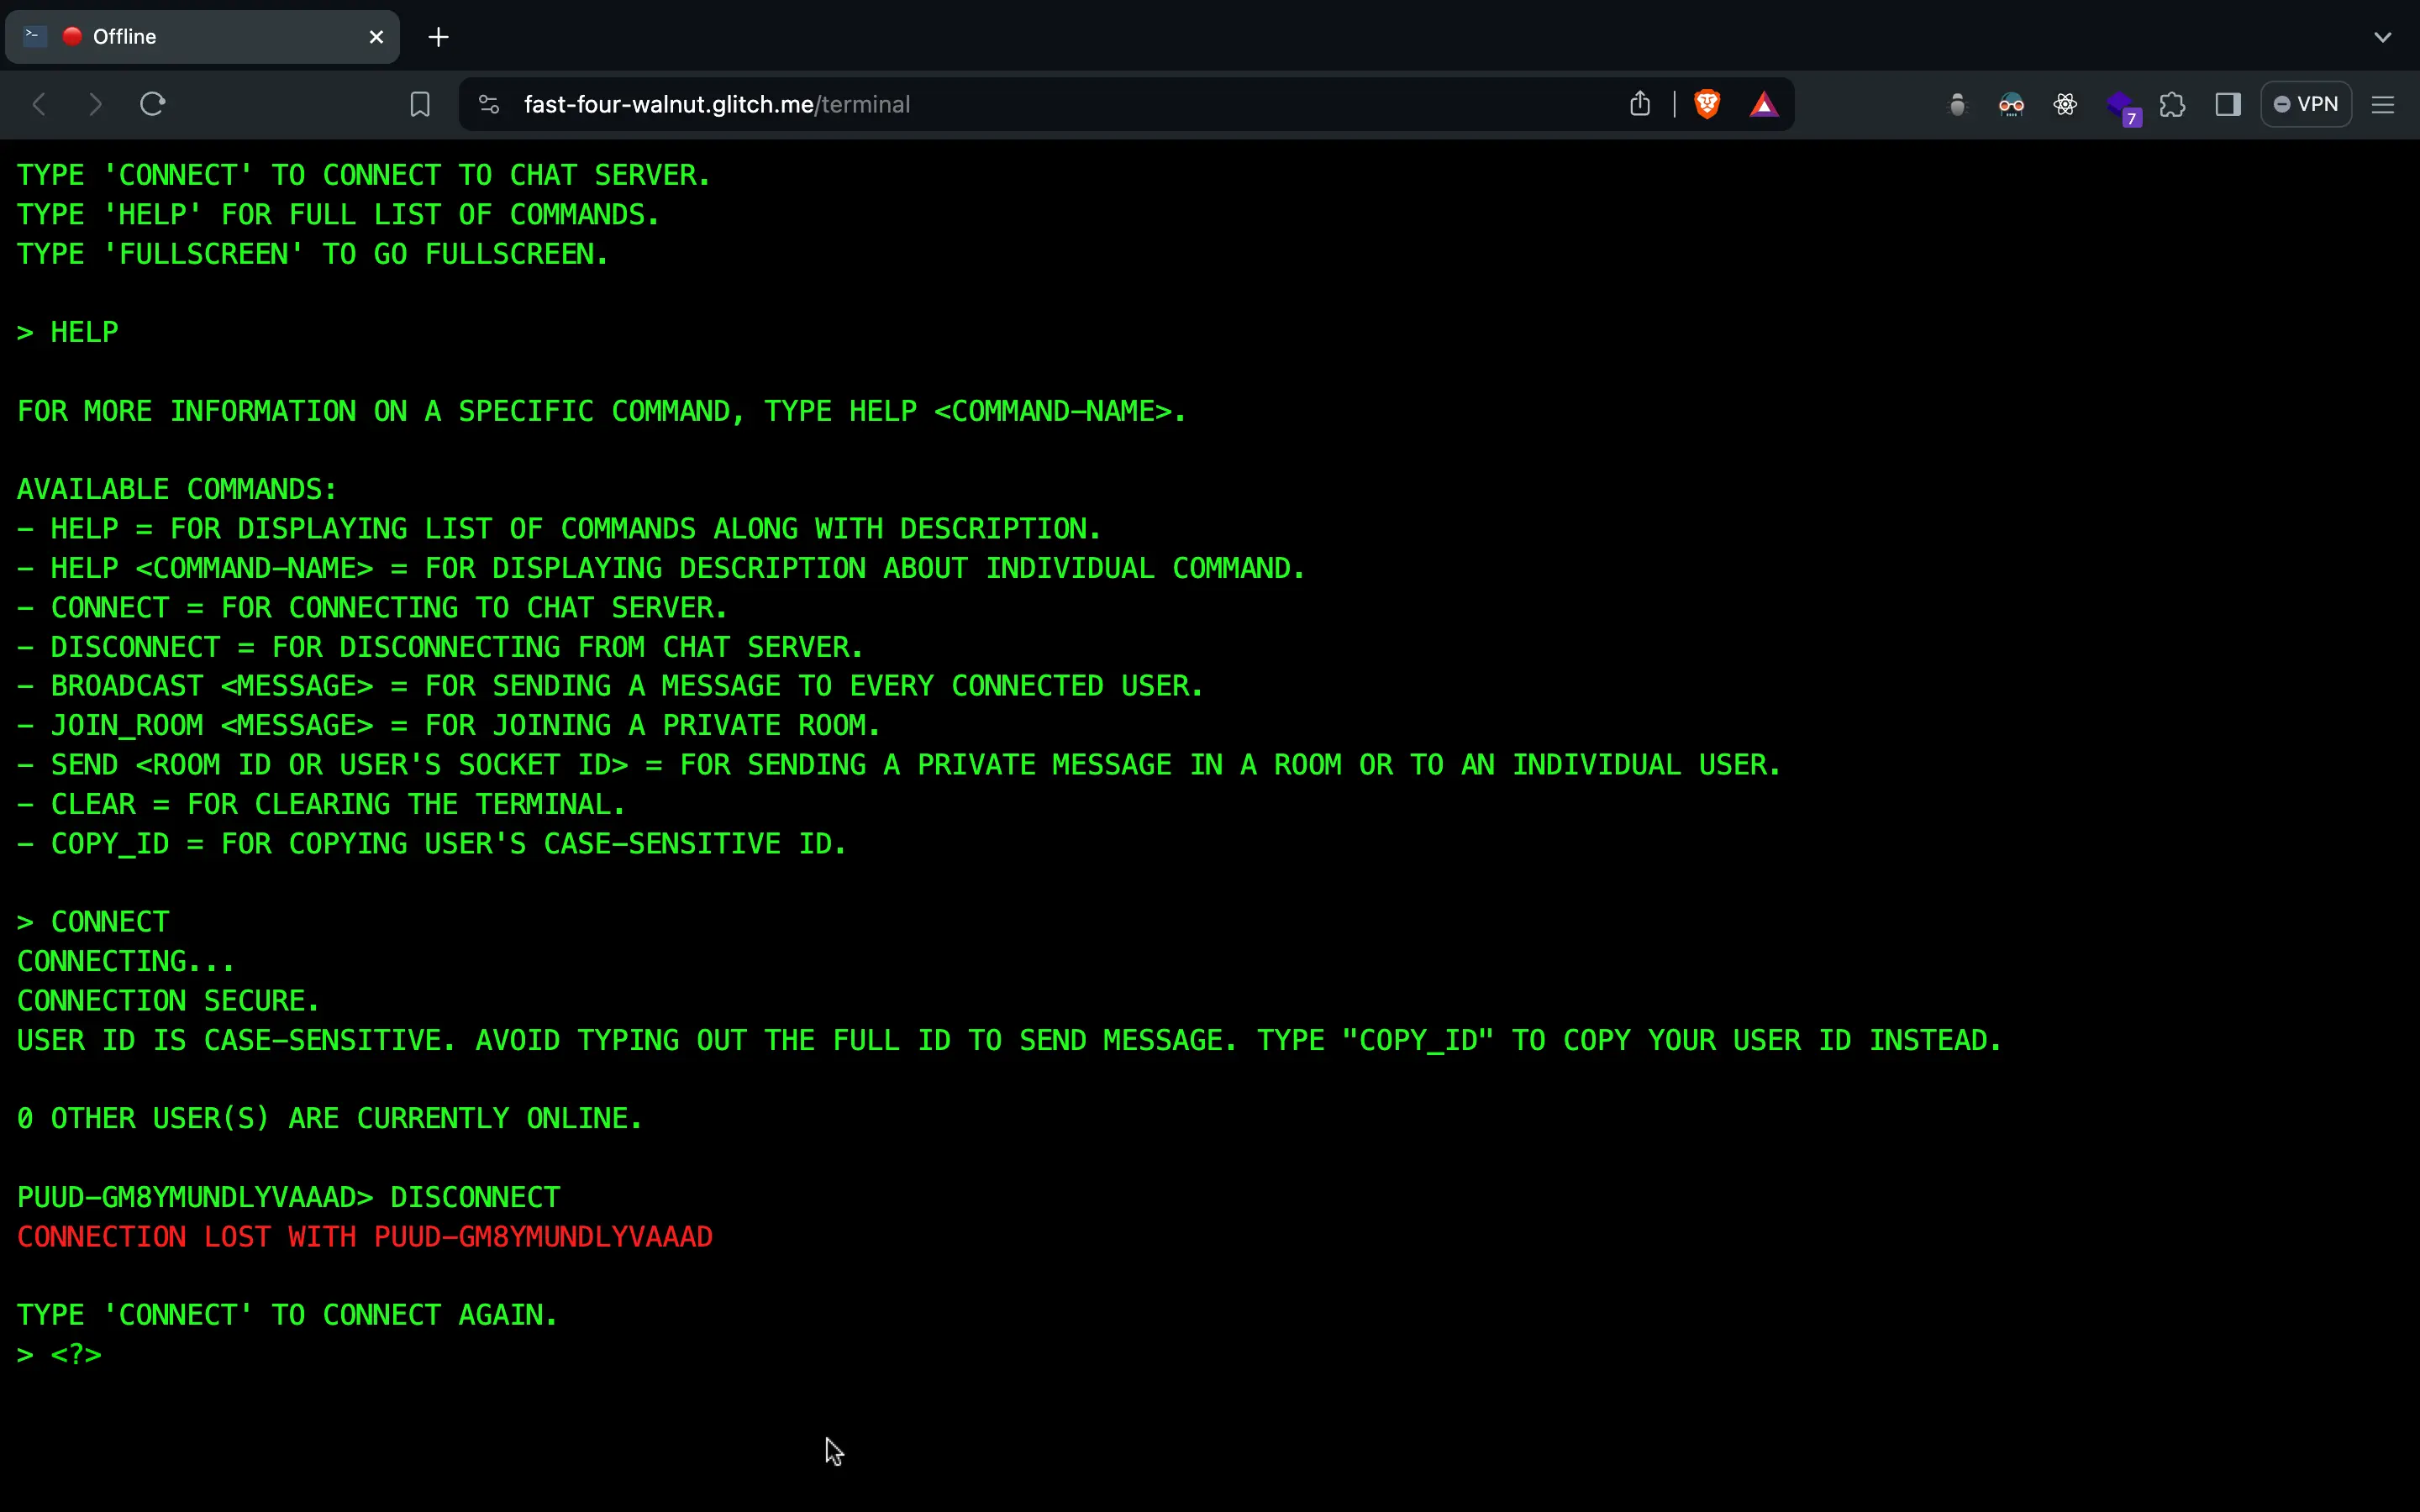 Offline
fast-four-walnut.glitch.me/terminal
7
VPN
TYPE 'CONNECT' TO CONNECT TO CHAT SERVER.
TYPE 'HELP' FOR FULL LIST OF COMMANDS.
TYPE 'FULLSCREEN' TO GO FULLSCREEN.
> HELP
FOR MORE INFORMATION ON A SPECIFIC COMMAND, TYPE HELP <COMMAND-NAME>.
AVAILABLE COMMANDS:
- HELP = FOR DISPLAYING LIST OF COMMANDS ALONG WITH DESCRIPTION.
- HELP <COMMAND-NAME> = FOR DISPLAYING DESCRIPTION ABOUT INDIVIDUAL COMMAND.
- CONNECT = FOR CONNECTING TO CHAT SERVER.
- DISCONNECT = FOR DISCONNECTING FROM CHAT SERVER.
- BROADCAST <MESSAGE> = FOR SENDING A MESSAGE TO EVERY CONNECTED USER.
- JOIN_ROOM <MESSAGE> = FOR JOINING A PRIVATE ROOM.
- SEND <ROOM ID OR USER'S SOCKET ID> = FOR SENDING A PRIVATE MESSAGE IN A ROOM OR TO AN INDIVIDUAL USER.
- CLEAR = FOR CLEARING THE TERMINAL.
- COPY_ID = FOR COPYING USER'S CASE-SENSITIVE ID.
> CONNECT
CONNECTING...
CONNECTION SECURE.
USER ID IS CASE-SENSITIVE. AVOID TYPING OUT THE FULL ID TO SEND MESSAGE. TYPE "COPY_ID" TO COPY YOUR USER ID INSTEAD.
0 OTHER USER(S) ARE CURRENTLY ONLINE.
PUUD-GM8YMUNDLYVAAAD> DISCONNECT
CONNECTION LOST WITH PUUD-GM8YMUNDLYVAAAD
TYPE 'CONNECT' TO CONNECT AGAIN.
> <?>